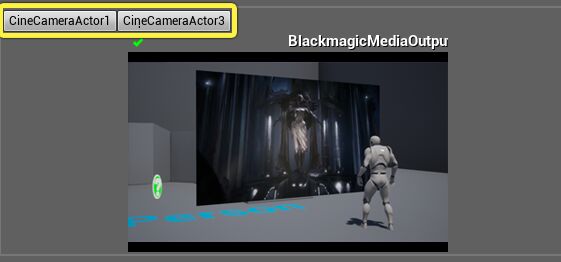 CineCameraActor1 CineCameraActor3
BlackmagicMediaOutpu